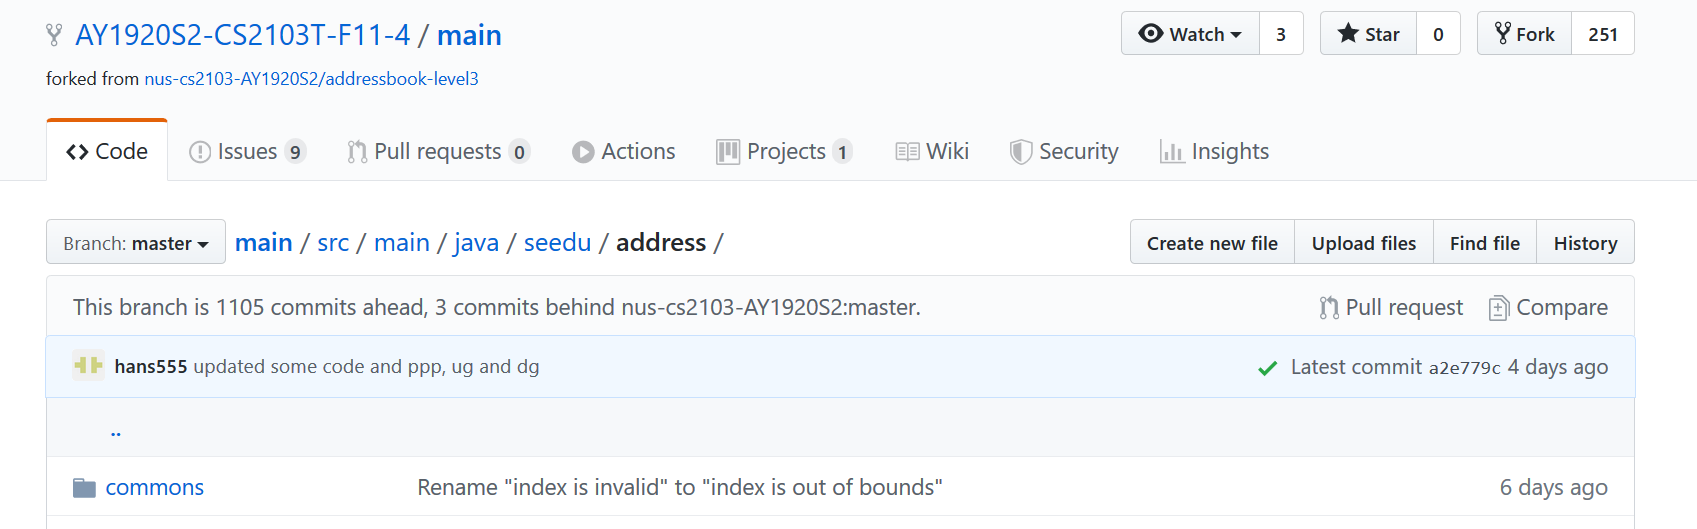 AY1920S2-CS2103T-F11-4 / main Watch 3 Star 0 Fork 251
forked from nus-cs2103-AY1920S2/addressbook-level3
Code Issues 9 Pull requests 0 Actions Projects 1 Wiki Security Insights
Branch: master main / src / main / java / seedu / address / Create new file Upload files Find file History
This branch is 1105 commits ahead, 3 commits behind nus-cs2103-AY1920S2:master. Pull request Compare
hans555 updated some code and ppp, ug and dg Latest commit a2e779c 4 days ago
..
commons Rename "index is invalid" to "index is out of bounds" 6 days ago